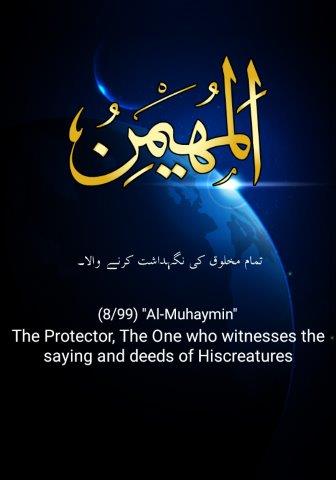 المُهَيْمِنُ
تمام مخلوق کی نگہداشت کرنے والا۔
(8/99) "Al-Muhaymin"
The Protector, The One who witnesses the
saying and deeds of Hiscreatures